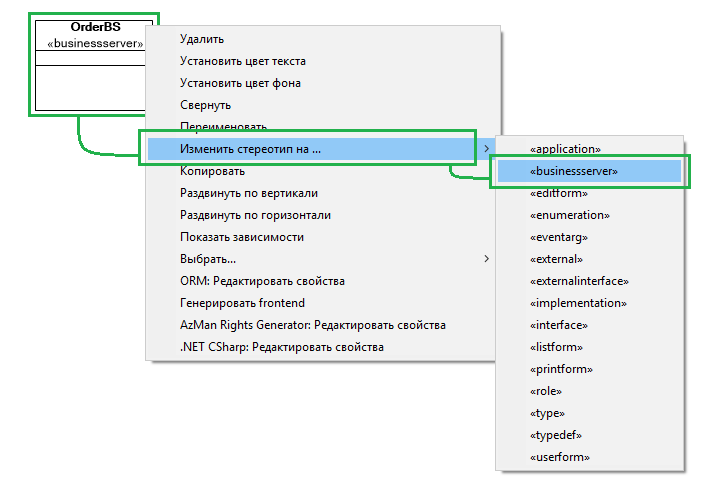 OrderBS
«businessserver»
Удалить
Установить цвет текста
Установить цвет фона
Свернуть
Переименовать
Изменить стереотип на ...
Копировать
Раздвинуть по вертикали
Раздвинуть по горизонтали
Показать зависимости
Выбрать...
ORM: Редактировать свойства
Генерировать frontend
AzMan Rights Generator: Редактировать свойства
.NET CSharp: Редактировать свойства
«application»
«businessserver»
«editform»
«enumeration»
«eventarg»
«external»
«externalinterface»
«implementation»
«interface»
«listform»
«printform»
«role»
«type»
«typedef»
«userform»